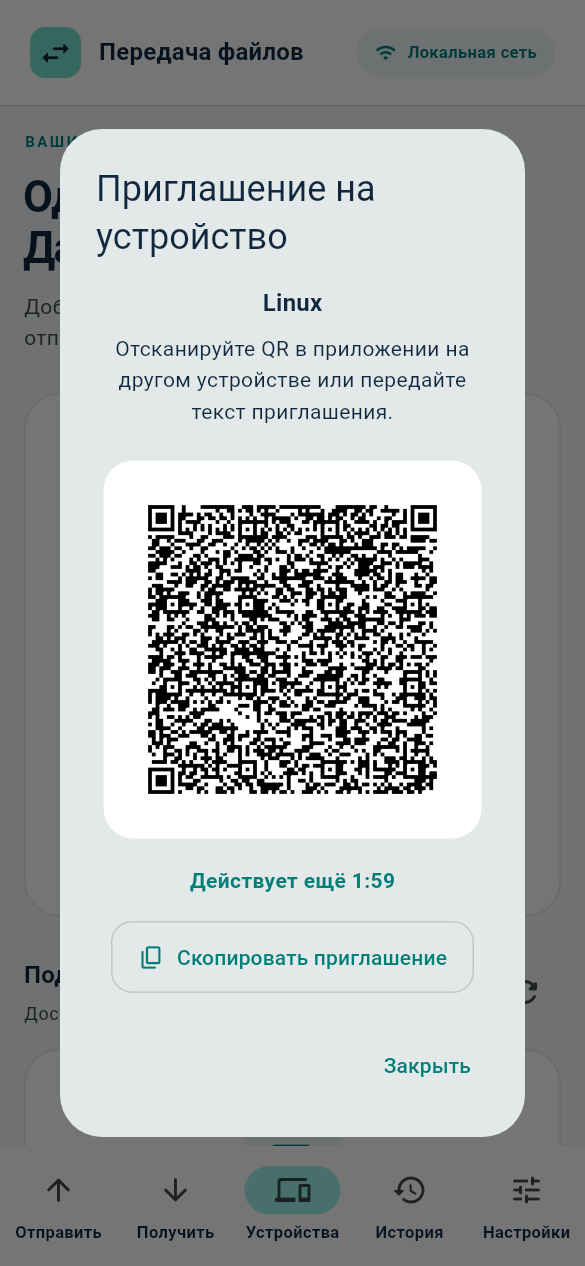 Передача файлов
Локальная сеть
Приглашение на
устройство
Linux
Отсканируйте QR в приложении на
другом устройстве или передайте
текст приглашения.
Действует ещё 1:59
Скопировать приглашение
Закрыть
Отправить
Получить
Устройства
История
Настройки